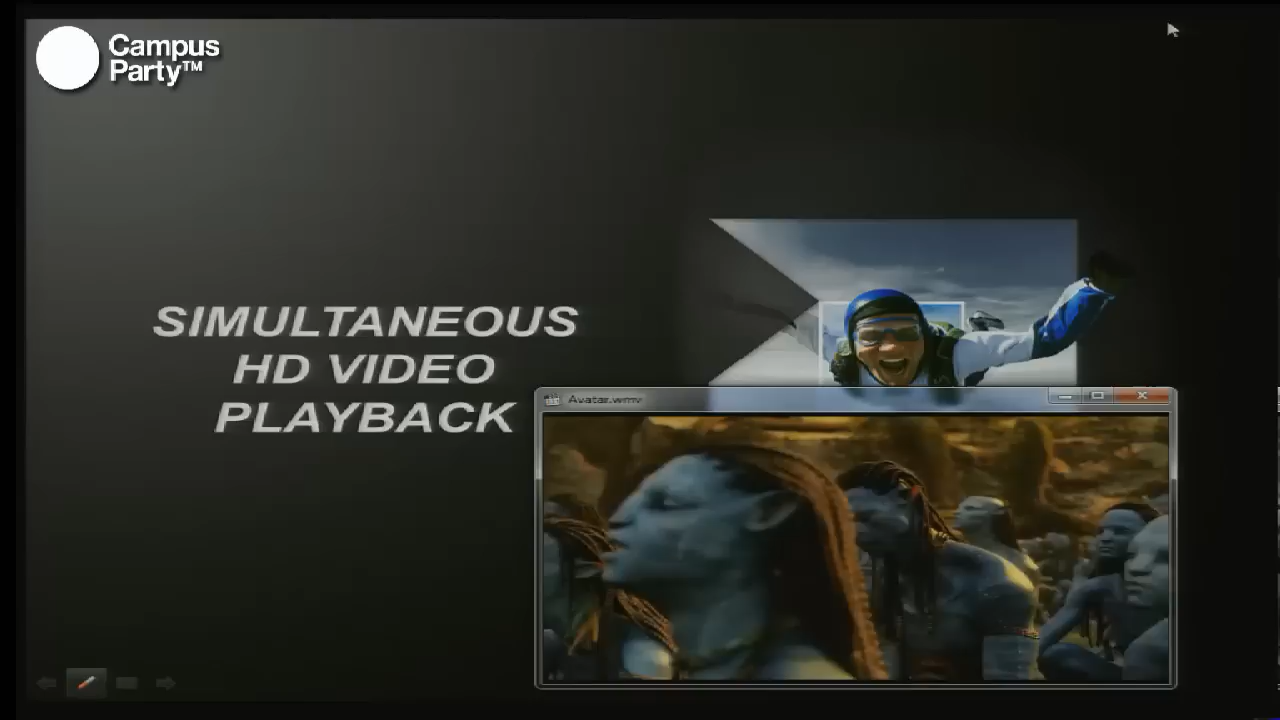 Campus
Party™
SIMULTANEOUS
HD VIDEO
PLAYBACK
Avatar.wmv